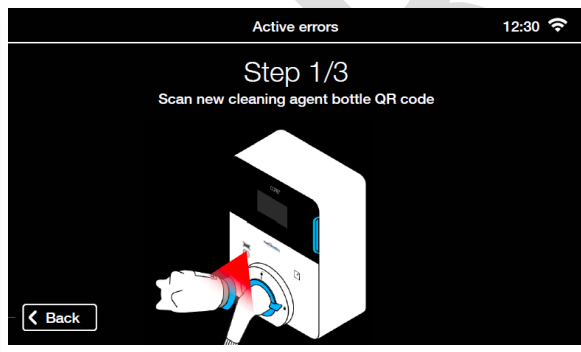 Active errors
12:30
Step 1/3
Scan new cleaning agent bottle QR code
Back